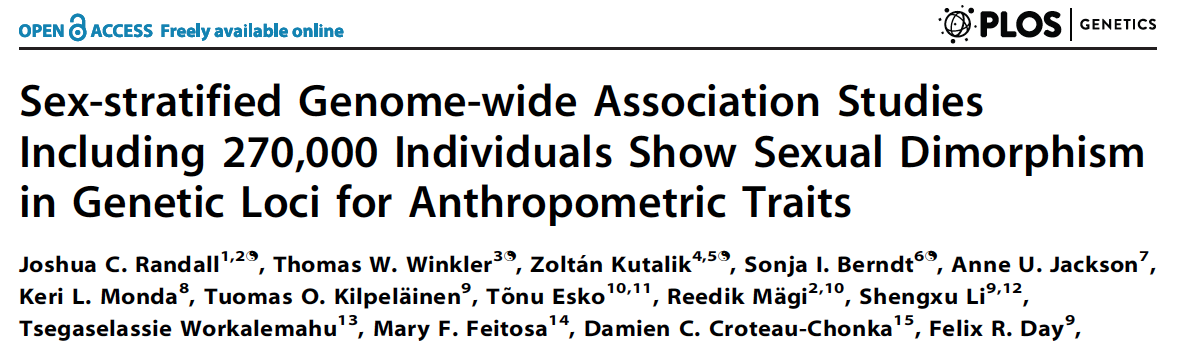 OPEN ACCESS Freely available online
PLOS | GENETICS
Sex-stratified Genome-wide Association Studies
Including 270,000 Individuals Show Sexual Dimorphism
in Genetic Loci for Anthropometric Traits
Joshua C. Randall1,2☯, Thomas W. Winkler3☯, Zoltán Kutalik4,5☯, Sonja I. Berndt6☯, Anne U. Jackson7,
Keri L. Monda8, Tuomas O. Kilpeläinen9, Tõnu Esko10,11, Reedik Mägi2,10, Shengxu Li9,12,
Tsegaselassie Workalemahu13, Mary F. Feitosa14, Damien C. Croteau-Chonka15, Felix R. Day9,